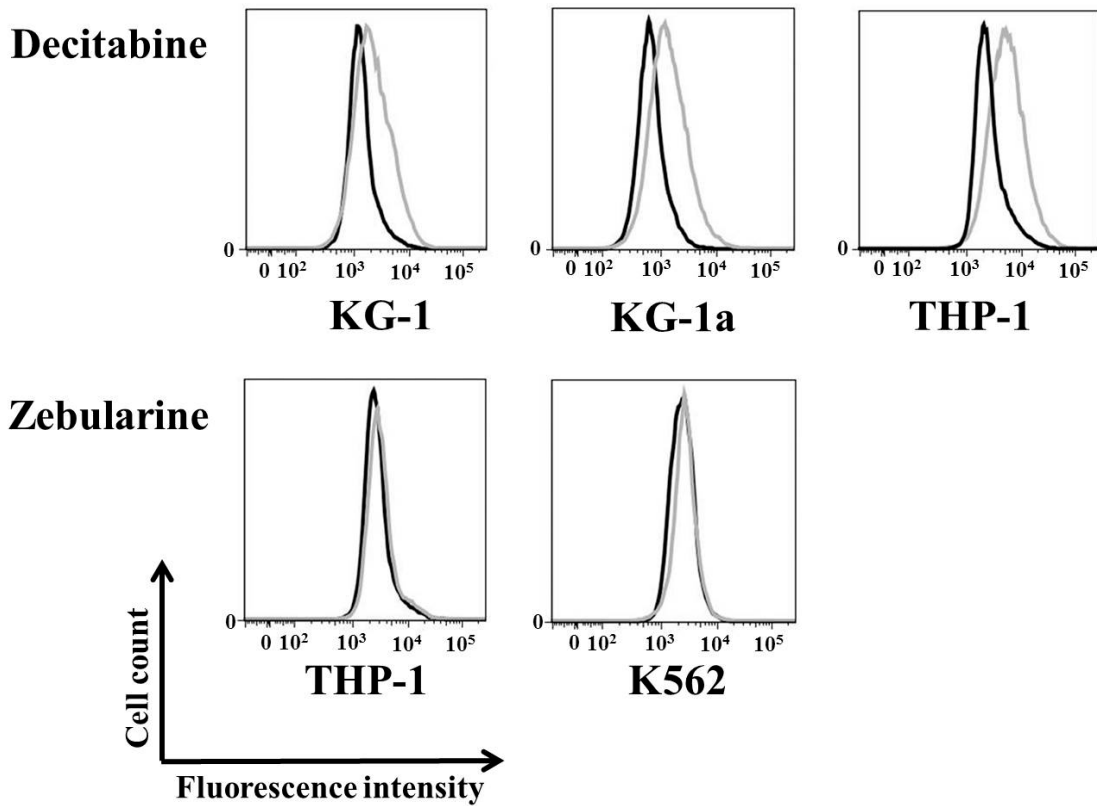 Decitabine
0
0 10² 10³ 10⁴ 10⁵
KG-1
0
0 10² 10³ 10⁴ 10⁵
KG-1a
0
0 10² 10³ 10⁴ 10⁵
THP-1
Zebularine
0
0 10² 10³ 10⁴ 10⁵
THP-1
0
0 10² 10³ 10⁴ 10⁵
K562
Cell count
Fluorescence intensity